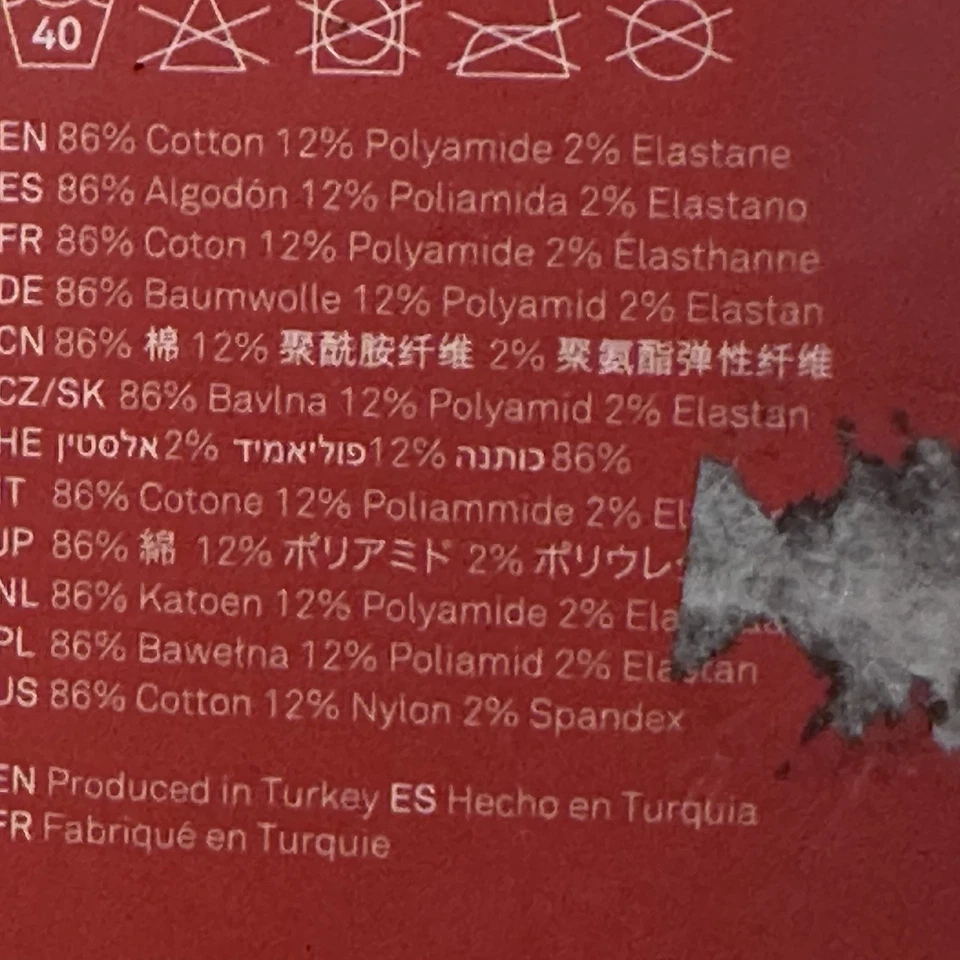 40
EN 86% Cotton 12% Polyamide 2% Elastane
ES 86% Algodón 12% Poliamida 2% Elastano
FR 86% Coton 12% Polyamide 2% Élasthanne
DE 86% Baumwolle 12% Polyamid 2% Elastan
CN 86% 棉 12% 聚酰胺纤维 2% 聚氨酯弹性纤维
CZ/SK 86% Bavlna 12% Polyamid 2% Elastan
HE 86% כותנה 12% פוליאמיד 2% אלסטין
IT 86% Cotone 12% Poliammide 2%
JP 86% 綿 12% ポリアミド 2%
NL 86% Katoen 12% Polyamide 2%
PL 86% Bawełna 12% Poliamid 2% Elastan
US 86% Cotton 12% Nylon 2% Spandex
EN Produced in Turkey ES Hecho en Turquia
FR Fabriqué en Turquie